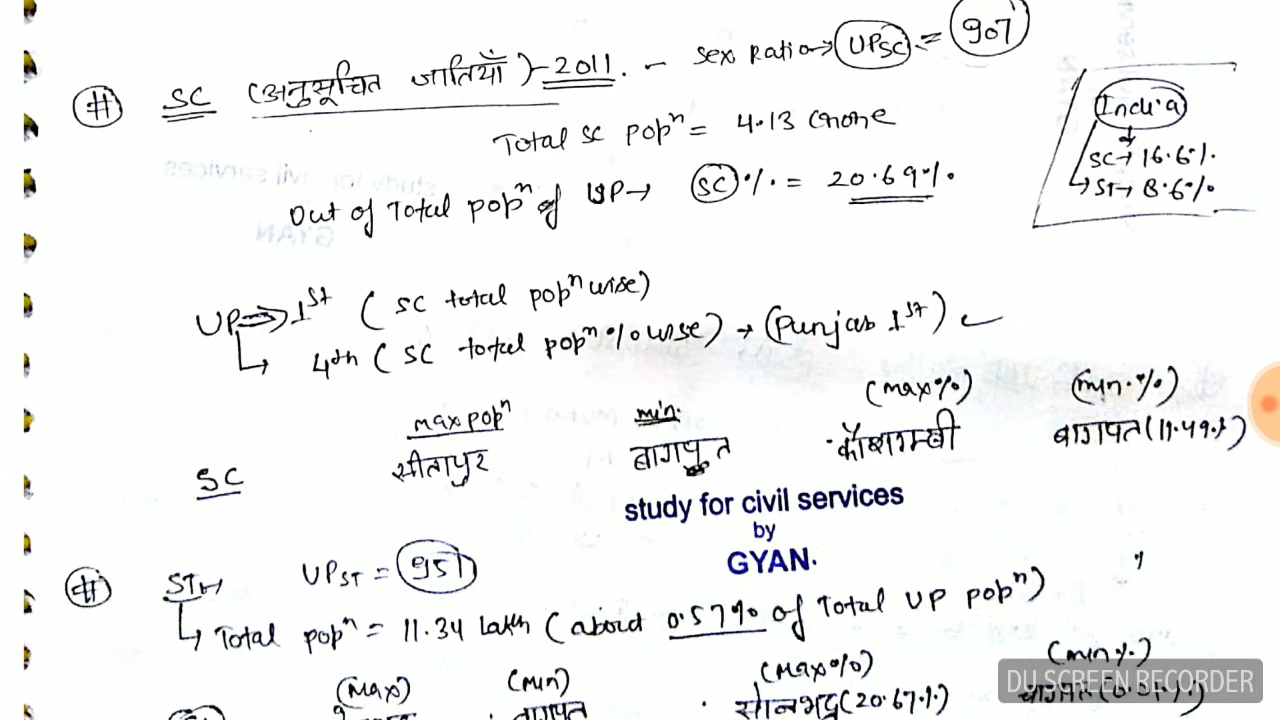 # SC (अनुसूचित जातियाँ)-2011. - Sex Ratio→ UPSC = 907
Total SC popⁿ = 4.13 Crore
Out of Total popⁿ of UP→ SC % = 20.69%.
India
SC→ 16.6%.
ST→ 8.6%
UP⇒ 1st (SC total popⁿ wise)
4th (SC total popⁿ % wise) → (Punjab 1st) ✓
max popⁿ min: (max%) (min.%)
SC सीतापुर बागपत कौशाम्बी बागपत (11.49%)
study for civil services
by
GYAN.
# ST→ UPST = 951
Total popⁿ = 11.34 lakh (about 0.57% of Total UP popⁿ)
(Max) (Min) (Max%) (min%.)
बागपत सोनभद्र (20.67%) बागपत
DU SCREEN RECORDER